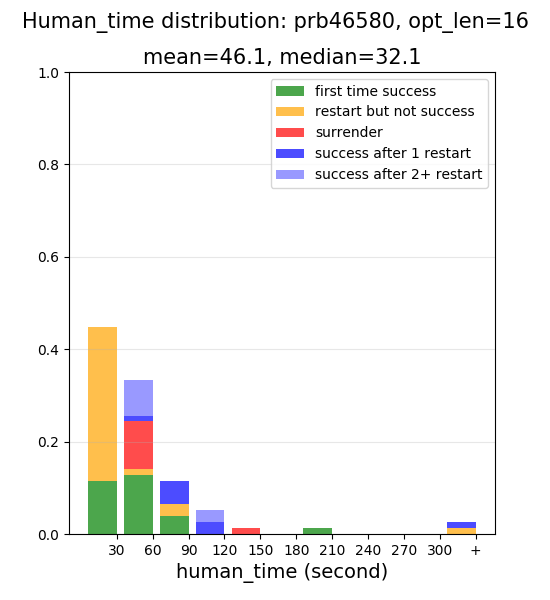 Human_time distribution: prb46580, opt_len=16
mean=46.1, median=32.1
1.0
0.8
0.6
0.4
0.2
0.0
first time success
restart but not success
surrender
success after 1 restart
success after 2+ restart
30 60 90 120 150 180 210 240 270 300 +
human_time (second)